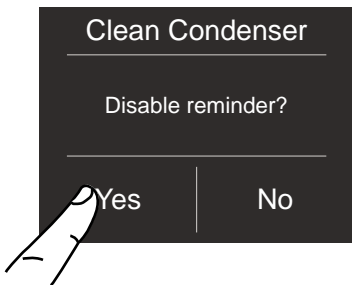 Clean Condenser
Disable reminder?
Yes No